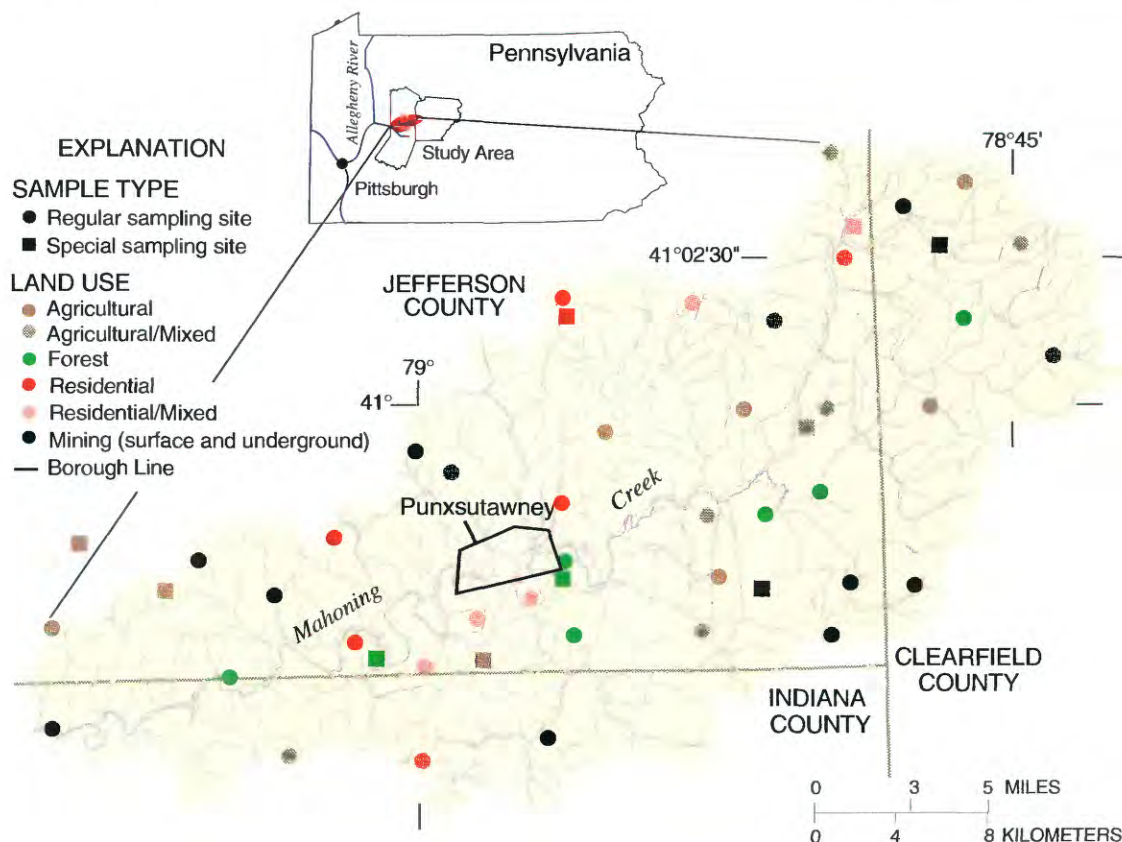 Pennsylvania
Allegheny River
Study Area
Pittsburgh
EXPLANATION
SAMPLE TYPE
Regular sampling site
Special sampling site
LAND USE
Agricultural
Agricultural/Mixed
Forest
Residential
Residential/Mixed
Mining (surface and underground)
Borough Line
78°45'
41°02'30"
JEFFERSON
COUNTY
79°
41°
Punxsutawney
Mahoning
Creek
CLEARFIELD
COUNTY
INDIANA
COUNTY
0 3 5 MILES
0 4 8 KILOMETERS